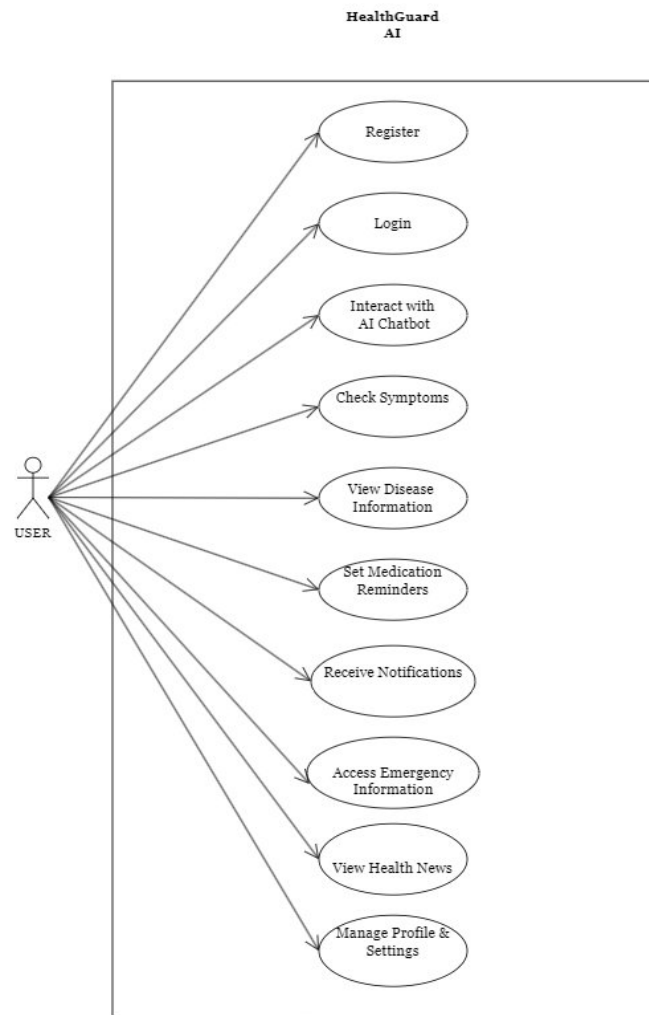 HealthGuard
AI
Register
Login
Interact with
AI Chatbot
Check Symptoms
View Disease
Information
USER
Set Medication
Reminders
Receive Notifications
Access Emergency
Information
View Health News
Manage Profile &
Settings